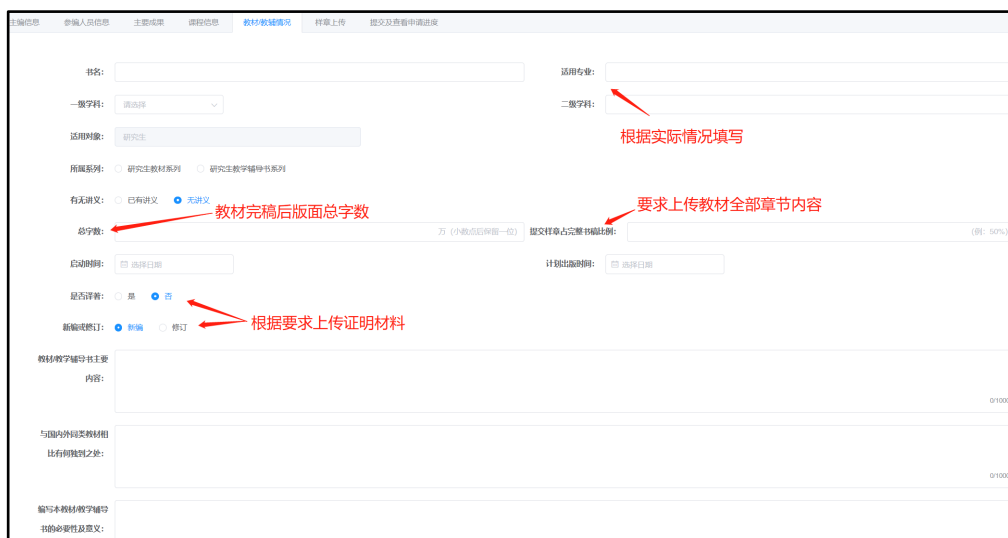 主编信息 参编人员信息 主要成果 课程信息 教材/教辅情况 样章上传 提交及查看申请进度
书名： 适用专业：
一级学科： 请选择 二级学科：
根据实际情况填写
适用对象： 研究生
所属系列： 研究生教材系列 研究生教学辅导书系列
有无讲义： 已有讲义 无讲义
教材完稿后版面总字数 要求上传教材全部章节内容
总字数： 万（小数点后保留一位） 提交样章占完整书稿比例： （例：50%）
启动时间： 选择日期 计划出版时间： 选择日期
是否译著： 是 否
根据要求上传证明材料
新编或修订： 新编 修订
教材/教学辅导书主要
内容：
0/1000
与国内外同类教材相
比有何独到之处：
0/1000
编写本教材/教学辅导
书的必要性及意义：